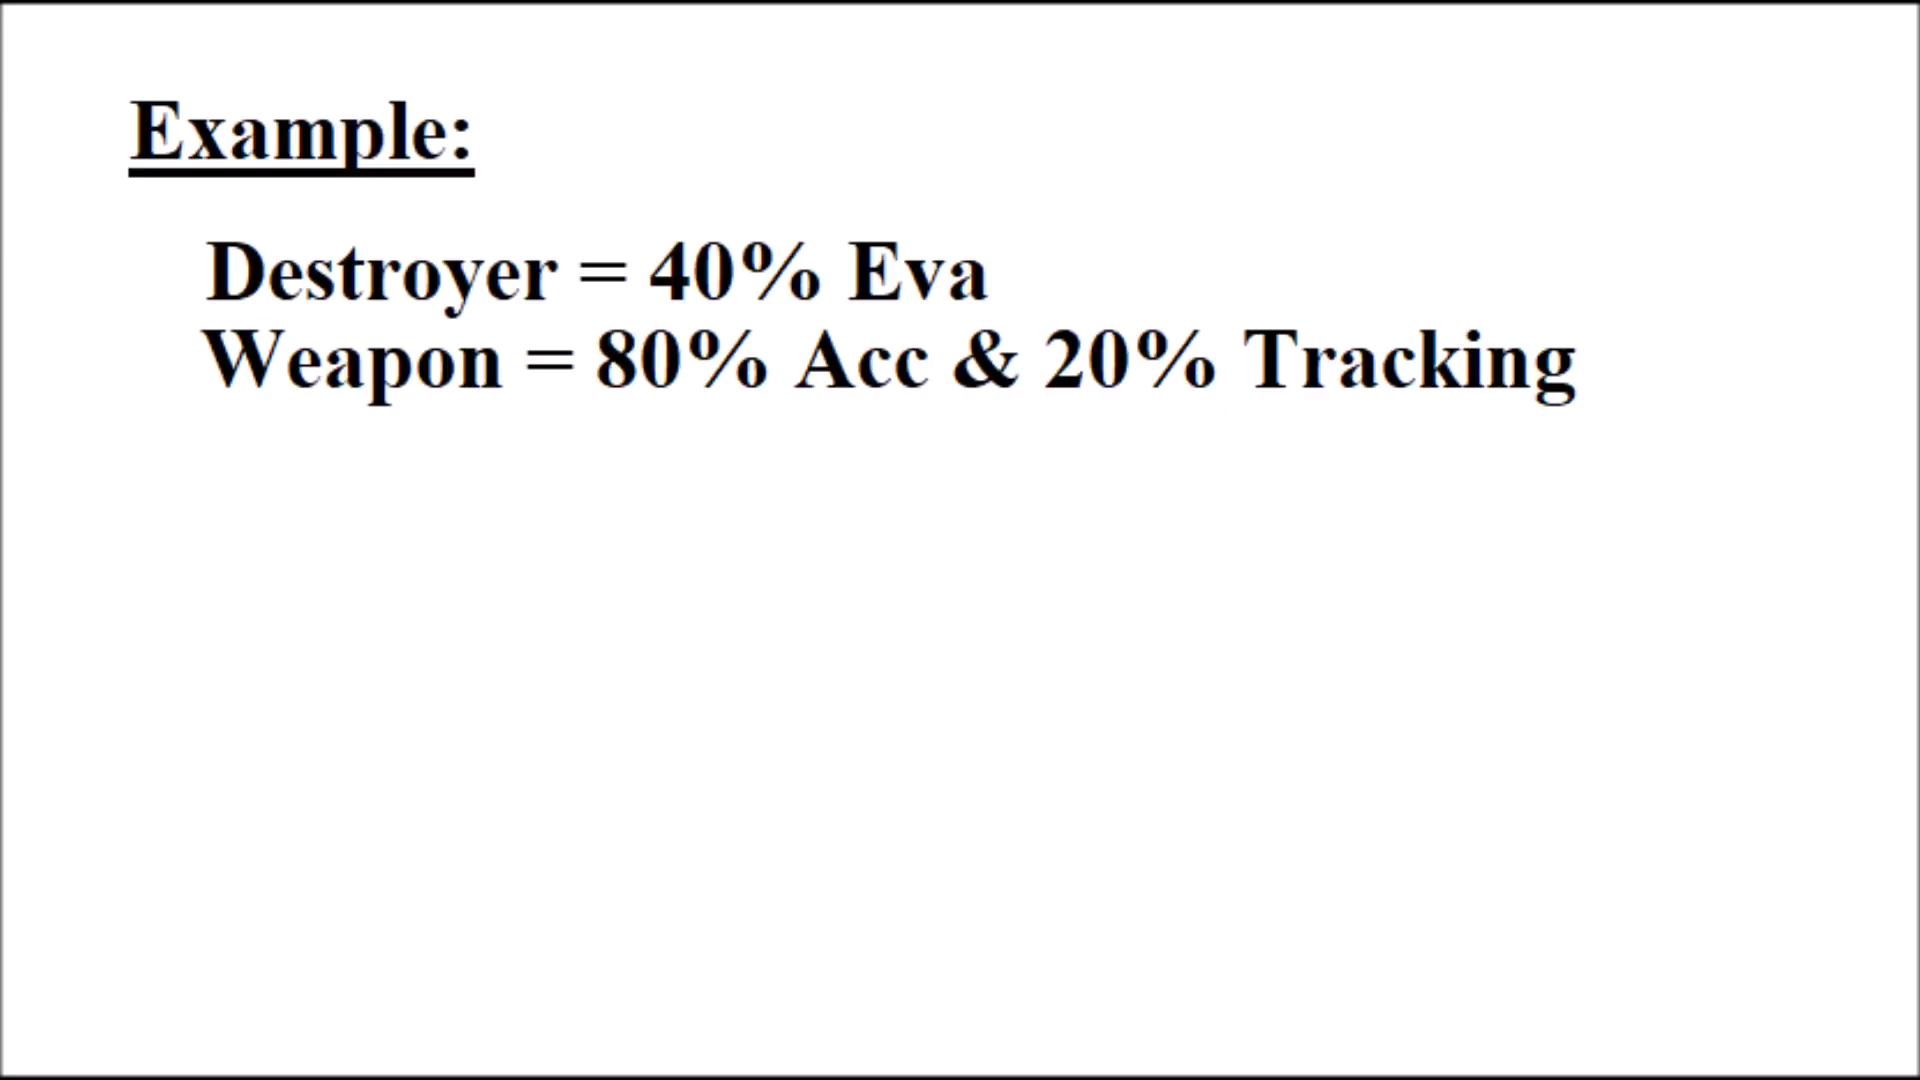 Example:
Destroyer = 40% Eva
Weapon = 80% Acc & 20% Tracking